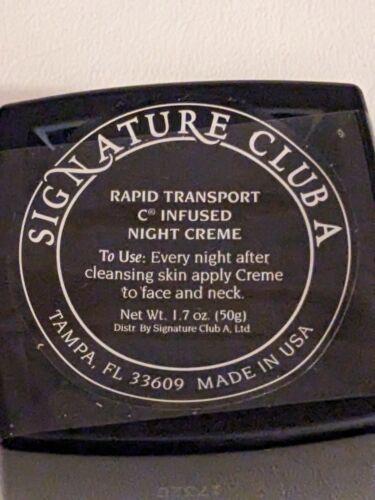 SIGNATURE CLUB A
RAPID TRANSPORT
C® INFUSED
NIGHT CREME
To Use: Every night after
cleansing skin apply Creme
to face and neck.
Net Wt. 1.7 oz. (50g)
Distr. By Signature Club A, Ltd
TAMPA, FL 33609 MADE IN USA